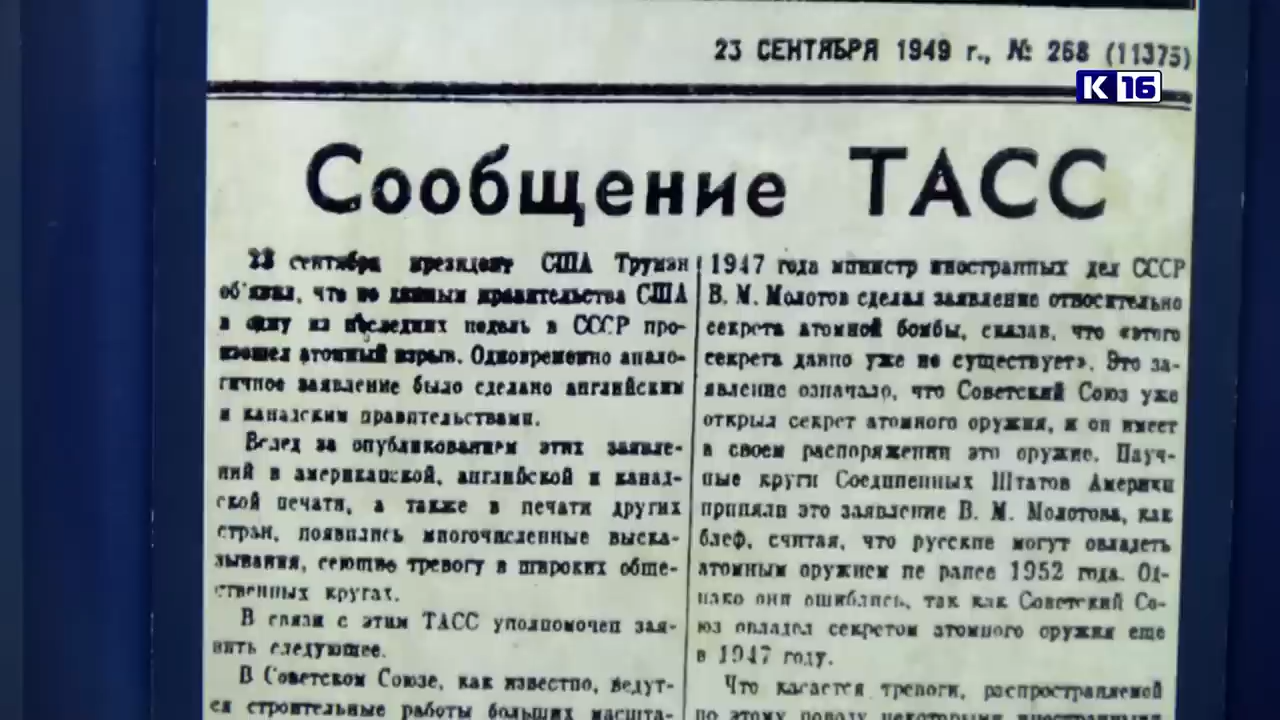 23 СЕНТЯБРЯ 1949 г., № 268 (11375)
К 16
Сообщение ТАСС
23 сентября президент США Труман
об'явил, что по данным правительства США
в одну из последних недель в СССР про-
изошел атомный взрыв. Одновременно анало-
гичное заявление было сделано английским
и канадским правительствами.
Вслед за опубликованием этих заявле-
ний в американской, английской и канад-
ской печати, а также в печати других
стран, появились многочисленные выска-
зывания, сеющие тревогу в широких обще-
ственных кругах.
В связи с этим ТАСС уполномочен зая-
вить следующее.
В Советском Союзе, как известно, ведут-
ся строительные работы больших масшта-
1947 года министр иностранных дел СССР
В. М. Молотов сделал заявление относительно
секрета атомной бомбы, сказав, что «этого
секрета давно уже не существует». Это за-
явление означало, что Советский Союз уже
открыл секрет атомного оружия, и он имеет
в своем распоряжении это оружие. Науч-
ные круги Соединенных Штатов Америки
приняли это заявление В. М. Молотова, как
блеф, считая, что русские могут овладеть
атомным оружием не ранее 1952 года. Од-
нако они ошиблись, так как Советский Со-
юз овладел секретом атомного оружия еще
в 1947 году.
Что касается тревоги, распространяемой
по этому поводу некоторыми иностранными